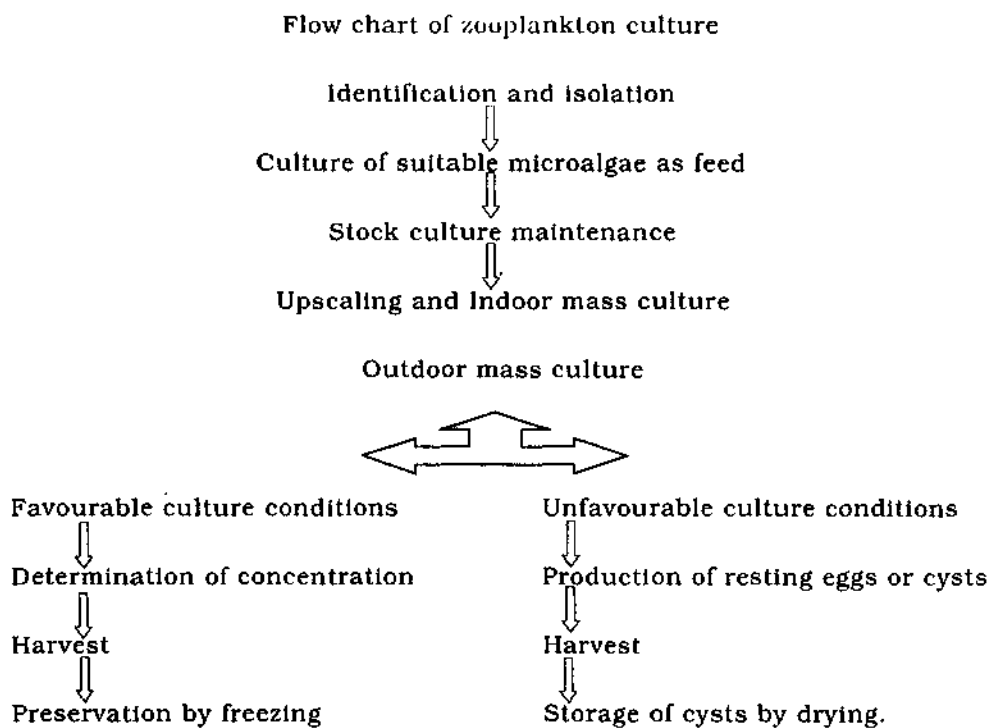 Flow chart of zooplankton culture
Identification and isolation
Culture of suitable microalgae as feed
Stock culture maintenance
Upscaling and Indoor mass culture
Outdoor mass culture
Favourable culture conditions
Determination of concentration
Harvest
Preservation by freezing
Unfavourable culture conditions
Production of resting eggs or cysts
Harvest
Storage of cysts by drying.